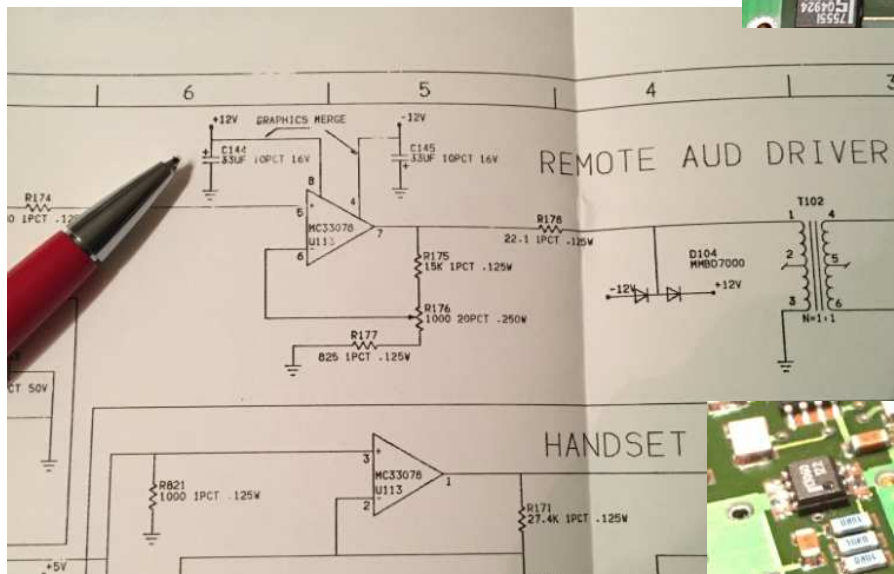 7555I
Q4924
6
5
4
3
+12V
GRAPHICS MERGE
-12V
C144
33UF 10PCT 16V
C145
33UF 10PCT 16V
REMOTE AUD DRIVER
R174
1PCT .125
8
5
+
4
MC33078
U113
7
6
-
R178
22.1 1PCT .125W
T102
1
4
2
5
3
6
N=1:1
D104
MMBD7000
-12V
+12V
R175
15K 1PCT .125W
R176
1000 20PCT .250W
R177
825 1PCT .125W
CT 50V
HANDSET
3
+
MC33078
U113
1
2
-
R821
1000 1PCT .125W
R171
27.4K 1PCT .125W
+5V